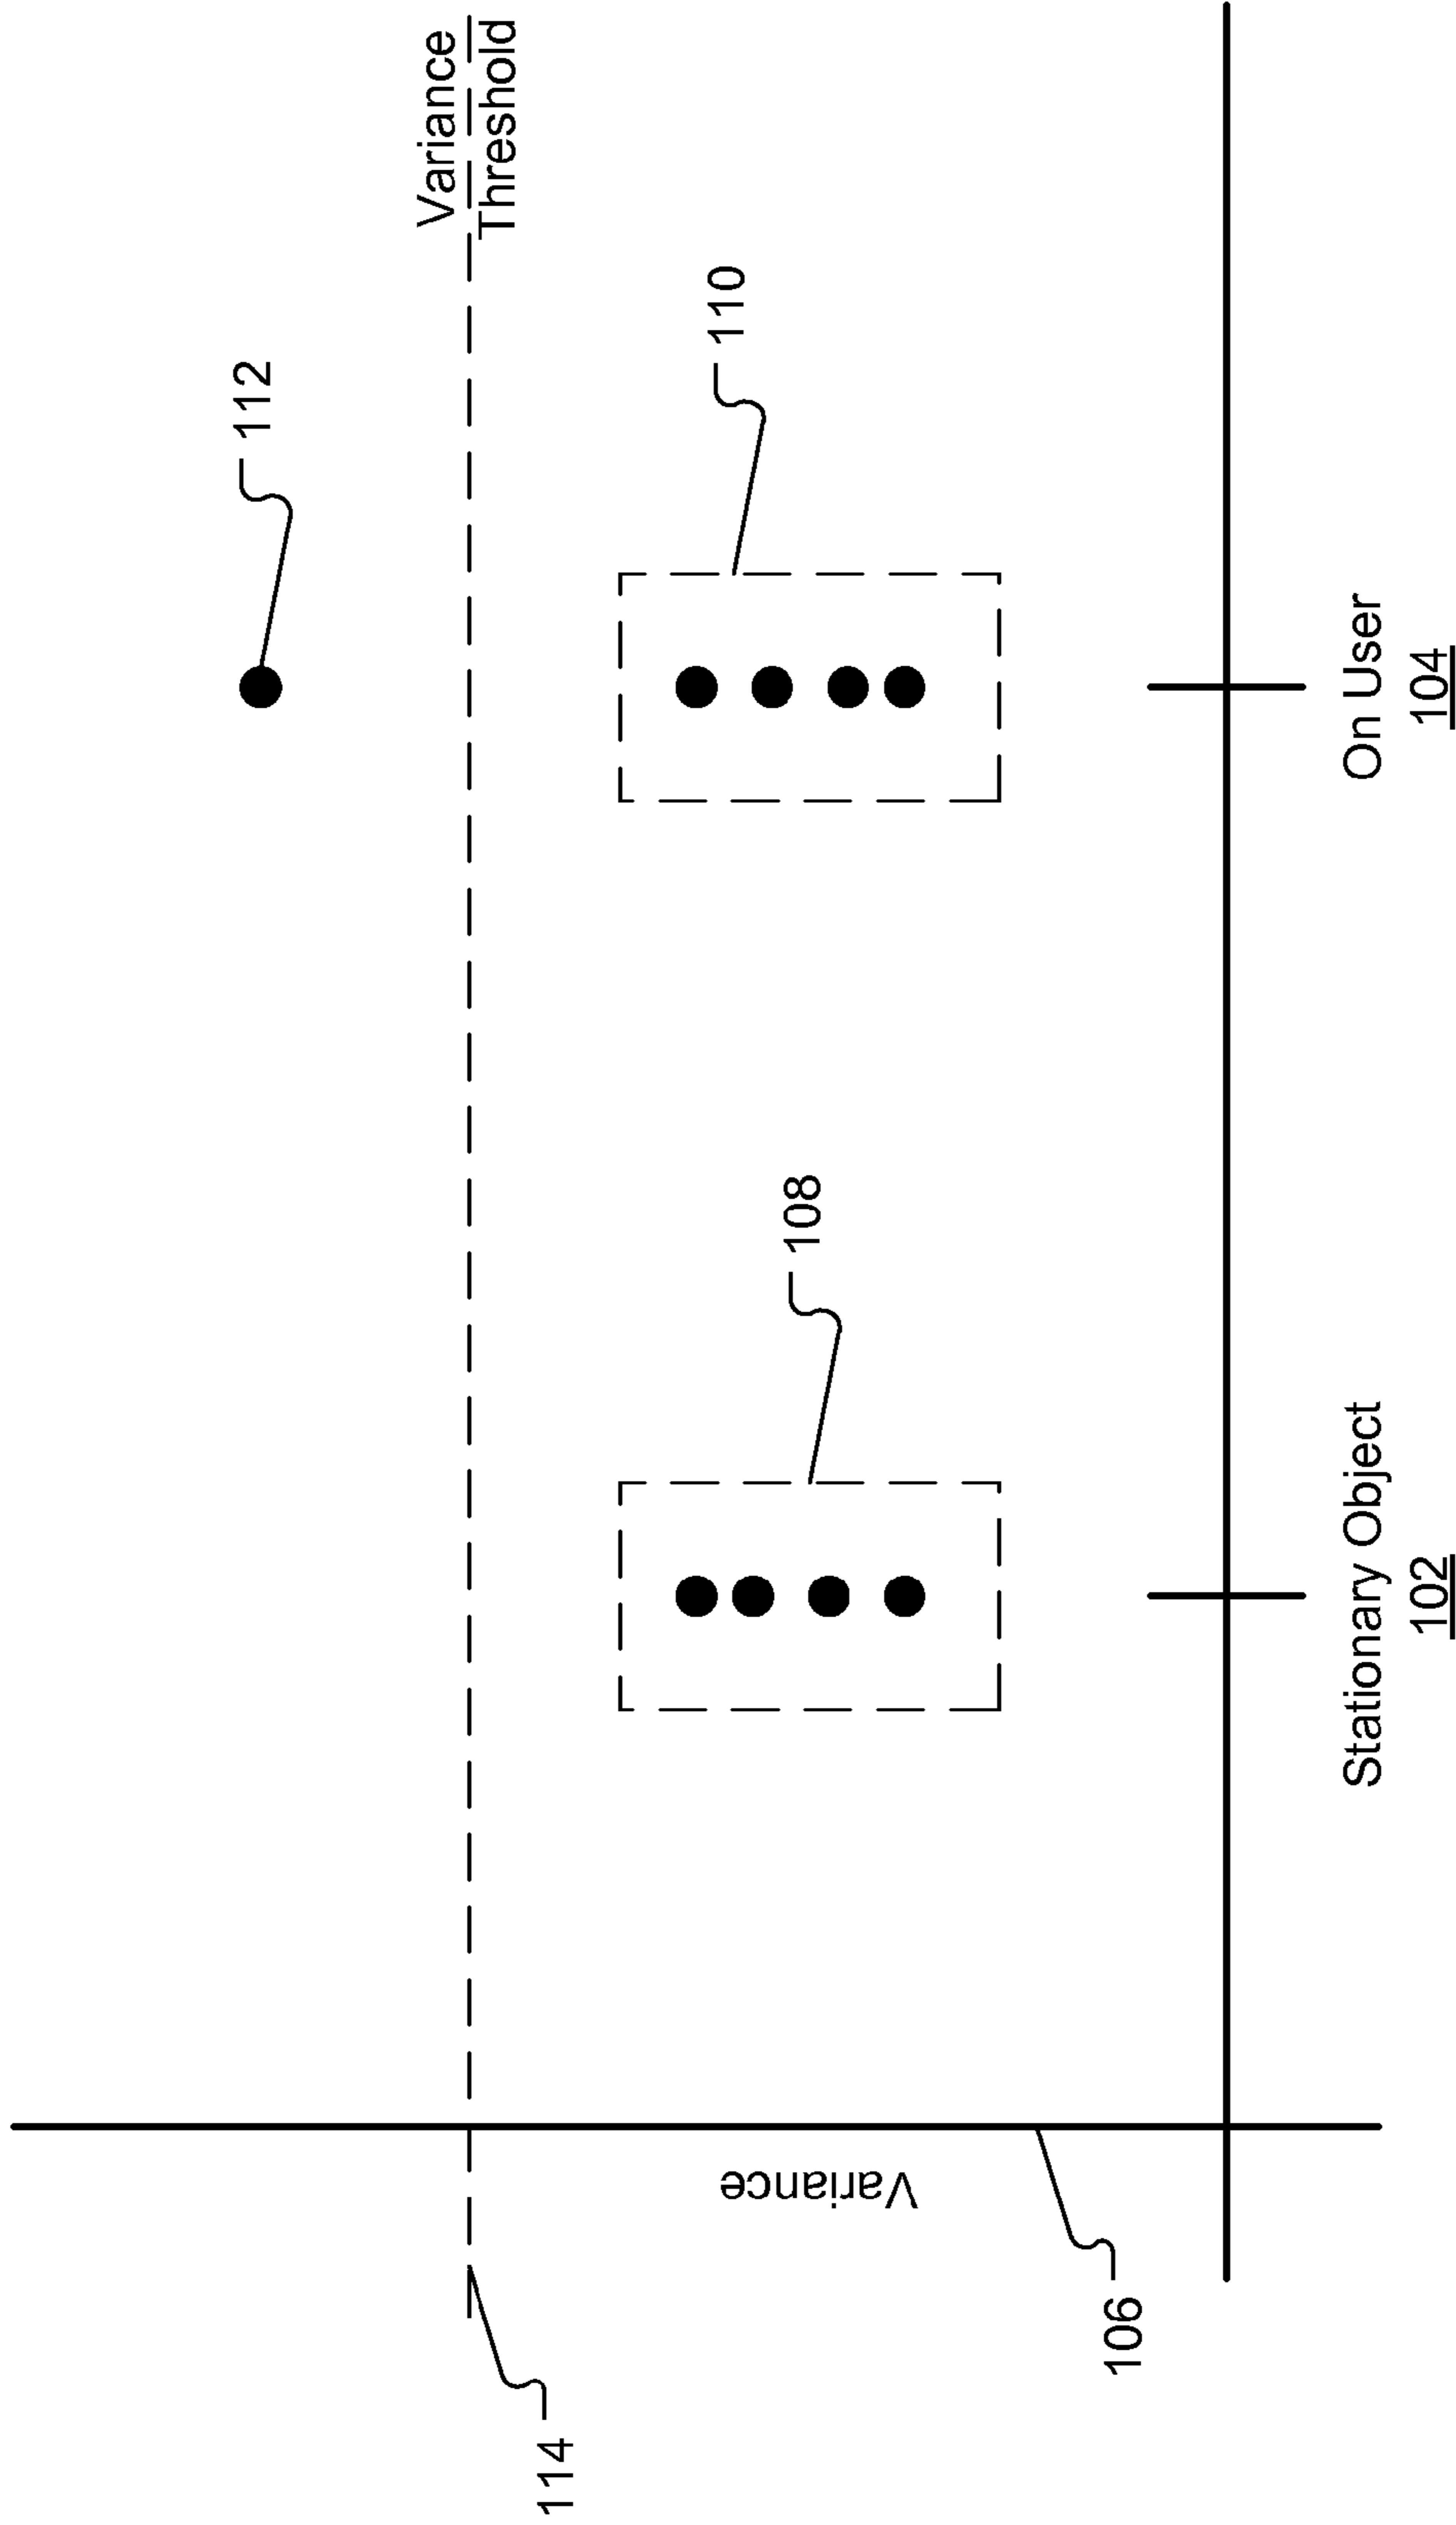 112
Variance
Threshold
110
108
Variance
106
114
Stationary Object
102
On User
104